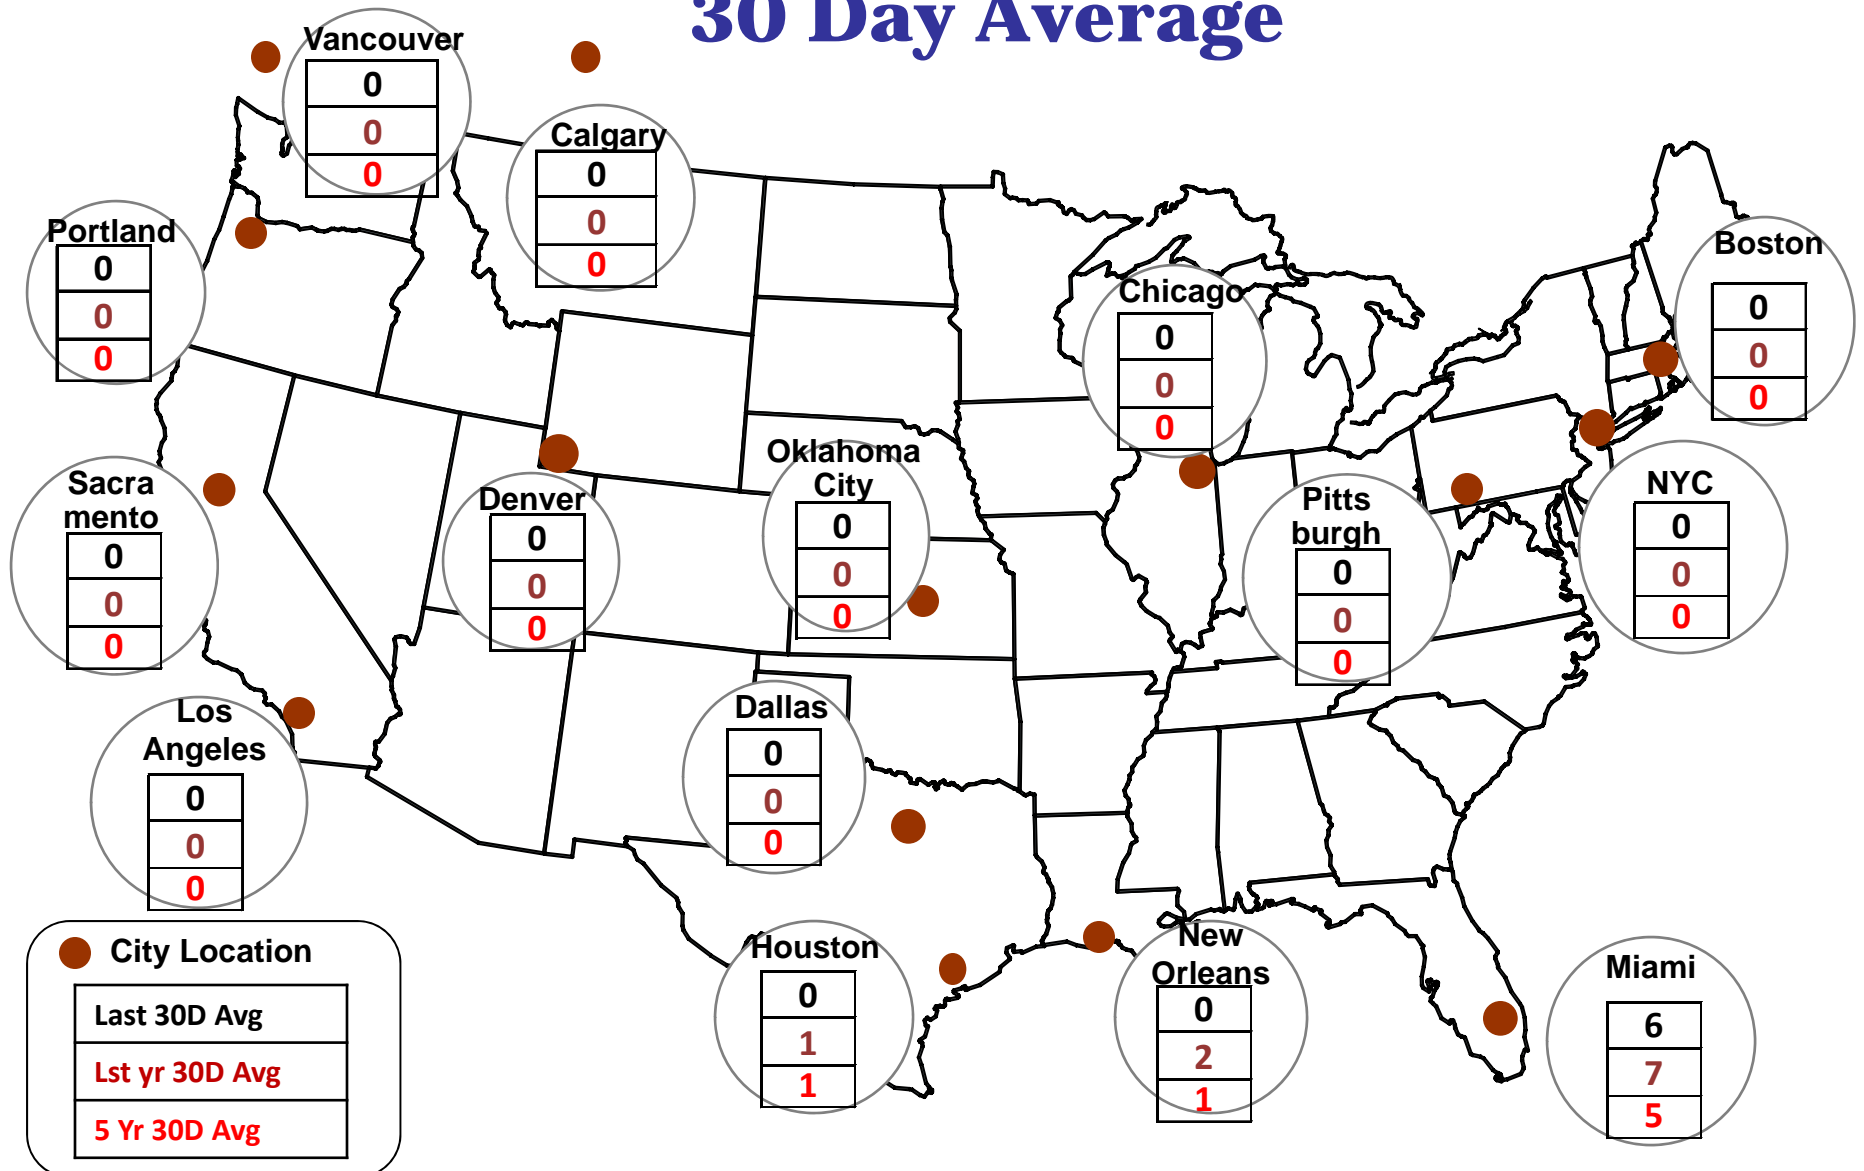 30 Day Average
Vancouver
0
0
0
Calgary
0
0
0
Portland
0
0
0
Boston
0
0
0
Chicago
0
0
0
Sacra
mento
0
0
0
Denver
0
0
0
Oklahoma
City
0
0
0
Pitts
burgh
0
0
0
NYC
0
0
0
Los
Angeles
0
0
0
Dallas
0
0
0
Houston
0
1
1
New
Orleans
0
2
1
Miami
6
7
5
City Location
Last 30D Avg
Lst yr 30D Avg
5 Yr 30D Avg